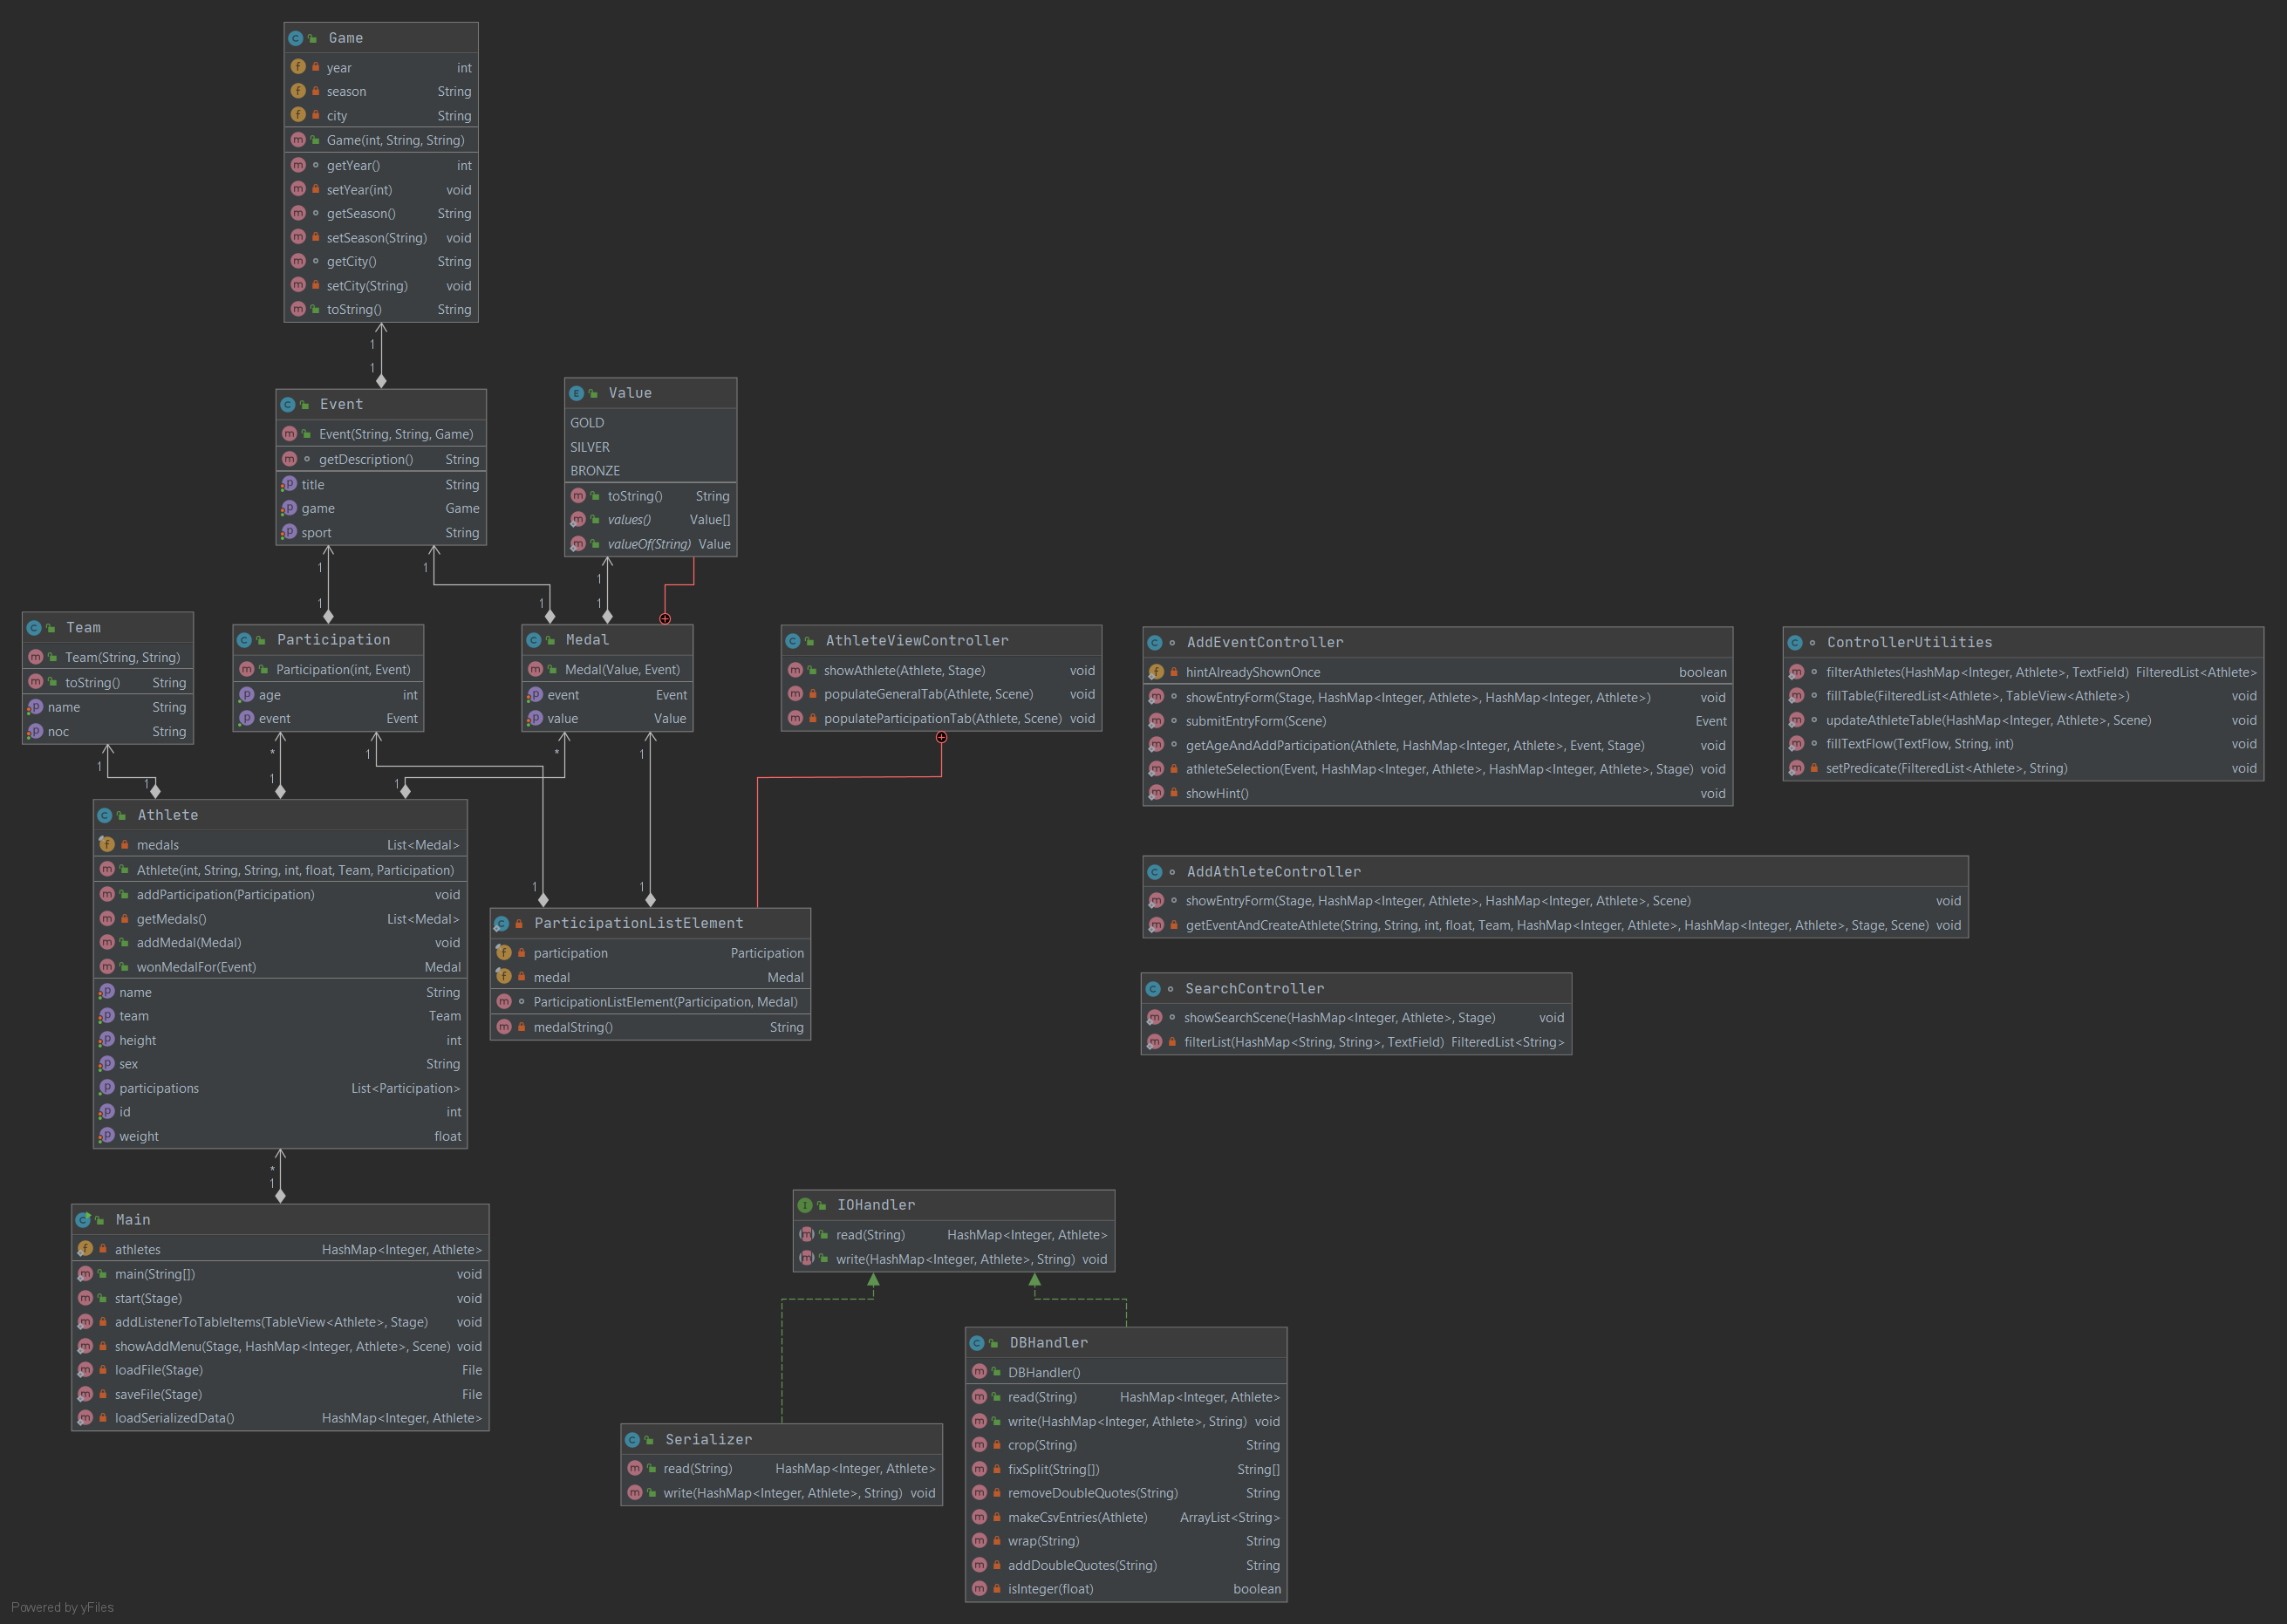 Game
year int
season String
city String
Game(int, String, String)
getYear() int
setYear(int) void
getSeason() String
setSeason(String) void
getCity() String
setCity(String) void
toString() String
1
1
Event
Event(String, String, Game)
getDescription() String
title String
game Game
sport String
Value
GOLD
SILVER
BRONZE
toString() String
values() Value[]
valueOf(String) Value
1
1
1
1
1
1
Team
Team(String, String)
toString() String
name String
noc String
Participation
Participation(int, Event)
age int
event Event
Medal
Medal(Value, Event)
event Event
value Value
AthleteViewController
showAthlete(Athlete, Stage) void
populateGeneralTab(Athlete, Scene) void
populateParticipationTab(Athlete, Scene) void
AddEventController
hintAlreadyShownOnce boolean
showEntryForm(Stage, HashMap<Integer, Athlete>, HashMap<Integer, Athlete>) void
submitEntryForm(Scene) Event
getAgeAndAddParticipation(Athlete, HashMap<Integer, Athlete>, Event, Stage) void
athleteSelection(Event, HashMap<Integer, Athlete>, HashMap<Integer, Athlete>, Stage) void
showHint() void
ControllerUtilities
filterAthletes(HashMap<Integer, Athlete>, TextField) FilteredList<Athlete>
fillTable(FilteredList<Athlete>, TableView<Athlete>) void
updateAthleteTable(HashMap<Integer, Athlete>, Scene) void
fillTextFlow(TextFlow, String, int) void
setPredicate(FilteredList<Athlete>, String) void
1
1
*
1
1
1
*
1
1
1
Athlete
medals List<Medal>
Athlete(int, String, String, int, float, Team, Participation)
addParticipation(Participation) void
getMedals() List<Medal>
addMedal(Medal) void
wonMedalFor(Event) Medal
name String
team Team
height int
sex String
participations List<Participation>
id int
weight float
ParticipationListElement
participation Participation
medal Medal
ParticipationListElement(Participation, Medal)
medalString() String
AddAthleteController
showEntryForm(Stage, HashMap<Integer, Athlete>, HashMap<Integer, Athlete>, Scene) void
getEventAndCreateAthlete(String, String, int, float, Team, HashMap<Integer, Athlete>, HashMap<Integer, Athlete>, Stage, Scene) void
SearchController
showSearchScene(HashMap<Integer, Athlete>, Stage) void
filterList(HashMap<String, String>, TextField) FilteredList<String>
*
1
Main
athletes HashMap<Integer, Athlete>
main(String[]) void
start(Stage) void
addListenerToTableItems(TableView<Athlete>, Stage) void
showAddMenu(Stage, HashMap<Integer, Athlete>, Scene) void
loadFile(Stage) File
saveFile(Stage) File
loadSerializedData() HashMap<Integer, Athlete>
IOHandler
read(String) HashMap<Integer, Athlete>
write(HashMap<Integer, Athlete>, String) void
DBHandler
DBHandler()
read(String) HashMap<Integer, Athlete>
write(HashMap<Integer, Athlete>, String) void
crop(String) String
fixSplit(String[]) String[]
removeDoubleQuotes(String) String
makeCsvEntries(Athlete) ArrayList<String>
wrap(String) String
addDoubleQuotes(String) String
isInteger(float) boolean
Serializer
read(String) HashMap<Integer, Athlete>
write(HashMap<Integer, Athlete>, String) void
Powered by yFiles